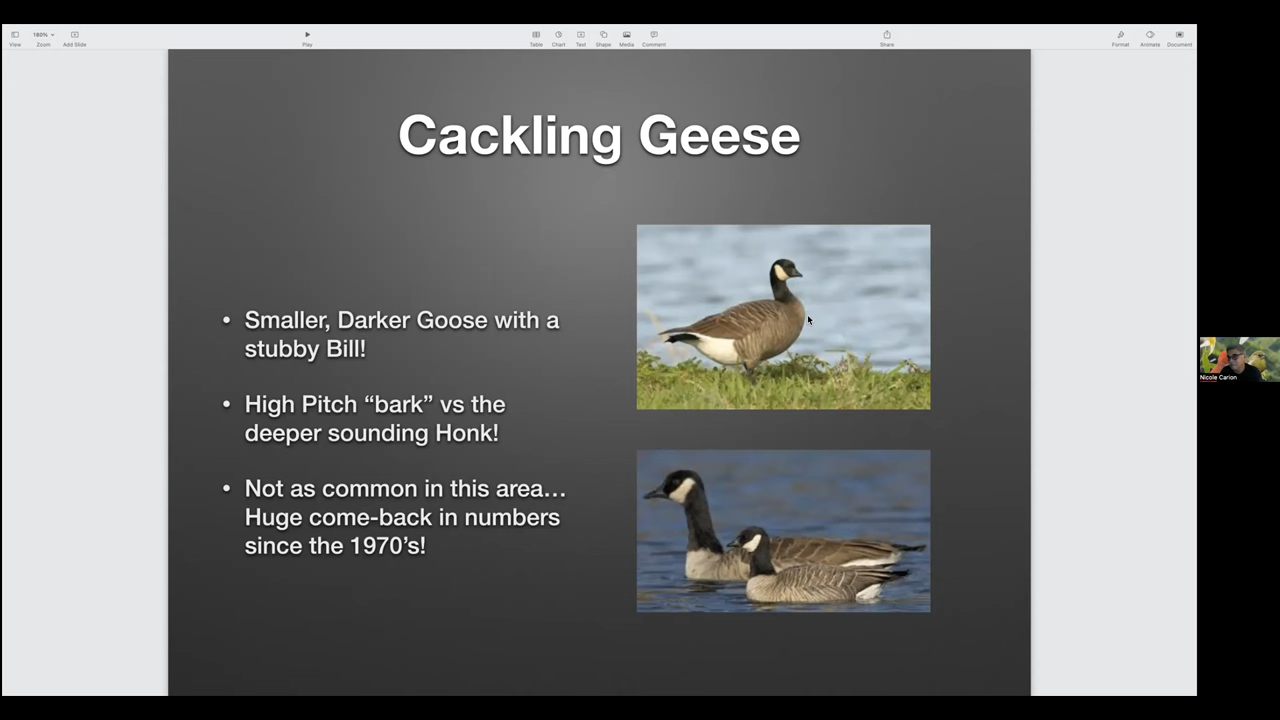 180%
View
Zoom
Add Slide
Play
Table
Chart
Text
Shape
Media
Comment
Share
Format
Animate
Document
Cackling Geese
• Smaller, Darker Goose with a
stubby Bill!
• High Pitch “bark” vs the
deeper sounding Honk!
• Not as common in this area…
Huge come-back in numbers
since the 1970’s!
Nicole Carion